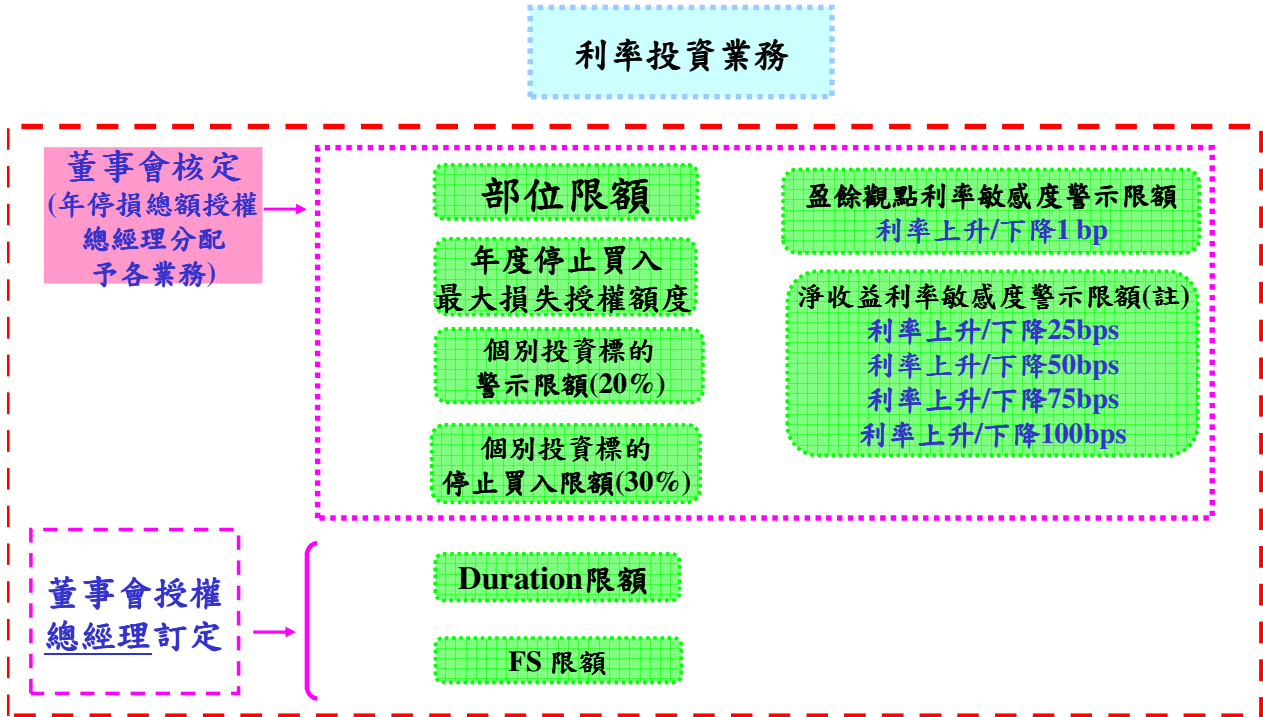 利率投資業務
董事會核定
(年停損總額授權
總經理分配
予各業務)
部位限額
年度停止買入
最大損失授權額度
個別投資標的
警示限額(20%)
個別投資標的
停止買入限額(30%)
盈餘觀點利率敏感度警示限額
利率上升/下降1 bp
淨收益利率敏感度警示限額(註)
利率上升/下降25bps
利率上升/下降50bps
利率上升/下降75bps
利率上升/下降100bps
董事會授權
總經理訂定
Duration限額
FS 限額